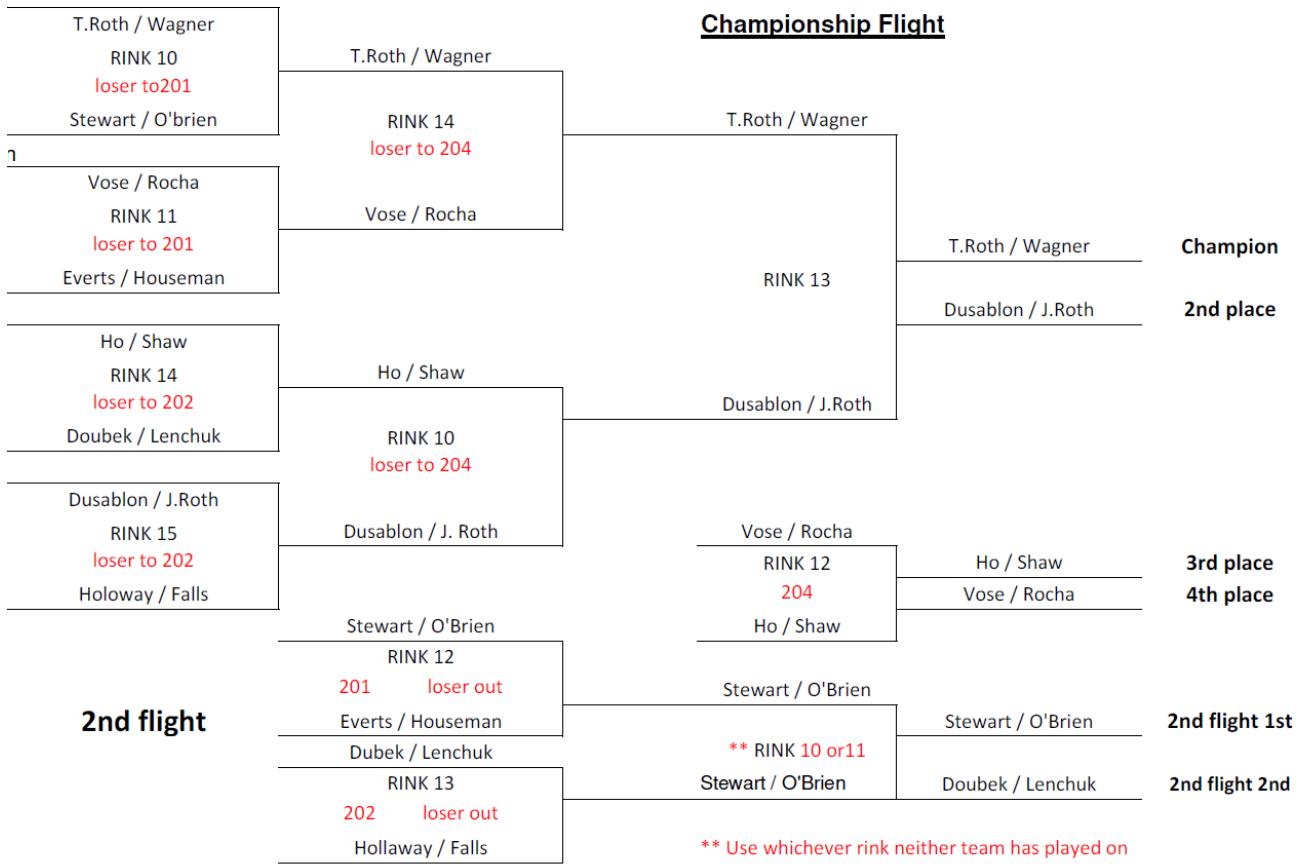 T.Roth / Wagner
RINK 10
loser to201
Stewart / O'brien
n
Vose / Rocha
RINK 11
loser to 201
Everts / Houseman
Ho / Shaw
RINK 14
loser to 202
Doubek / Lenchuk
Dusablon / J.Roth
RINK 15
loser to 202
Holoway / Falls
T.Roth / Wagner
RINK 14
loser to 204
Vose / Rocha
Ho / Shaw
RINK 10
loser to 204
Dusablon / J. Roth
Championship Flight
T.Roth / Wagner
RINK 13
Dusablon / J.Roth
T.Roth / Wagner Champion
Dusablon / J.Roth 2nd place
Vose / Rocha
RINK 12
204
Ho / Shaw
Ho / Shaw 3rd place
Vose / Rocha 4th place
2nd flight
Stewart / O'Brien
RINK 12
201 loser out
Everts / Houseman
Dubek / Lenchuk
RINK 13
202 loser out
Hollaway / Falls
Stewart / O'Brien
** RINK 10 or11
Stewart / O'Brien
Stewart / O'Brien 2nd flight 1st
Doubek / Lenchuk 2nd flight 2nd
** Use whichever rink neither team has played on